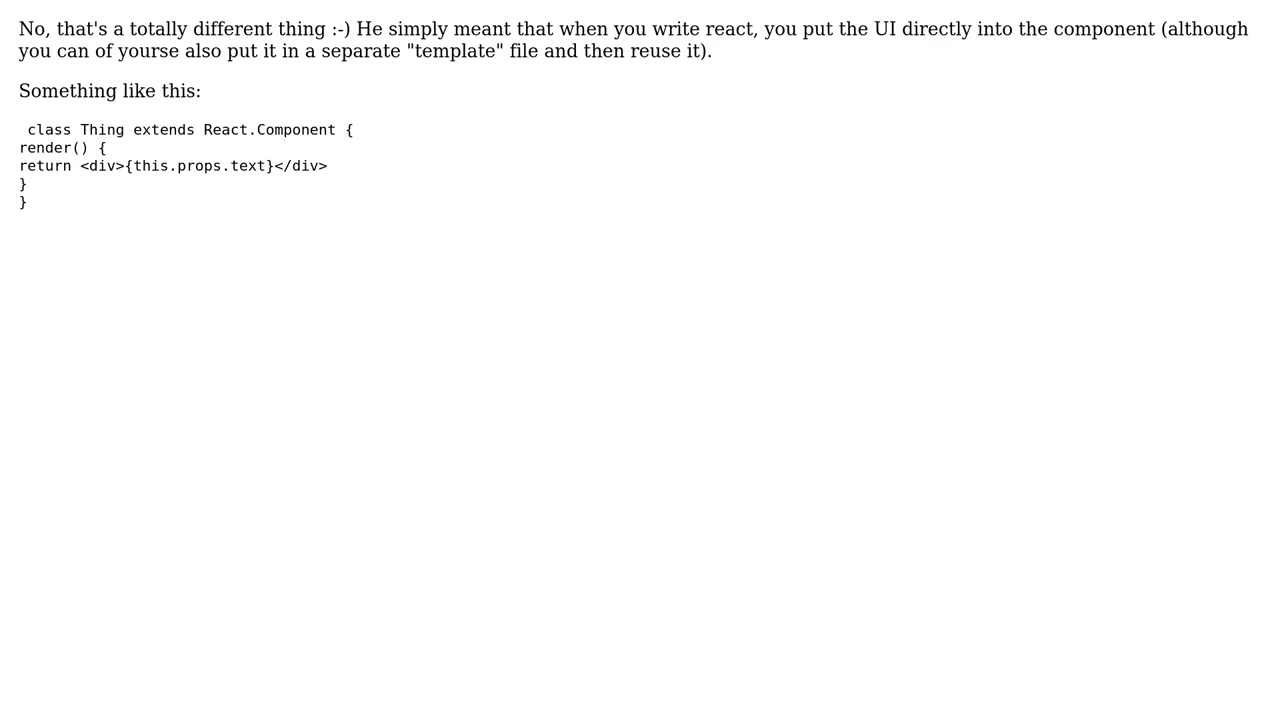 No, that's a totally different thing :-) He simply meant that when you write react, you put the UI directly into the component (although
you can of yourse also put it in a separate "template" file and then reuse it).
Something like this:
class Thing extends React.Component {
render() {
return <div>{this.props.text}</div>
}
}